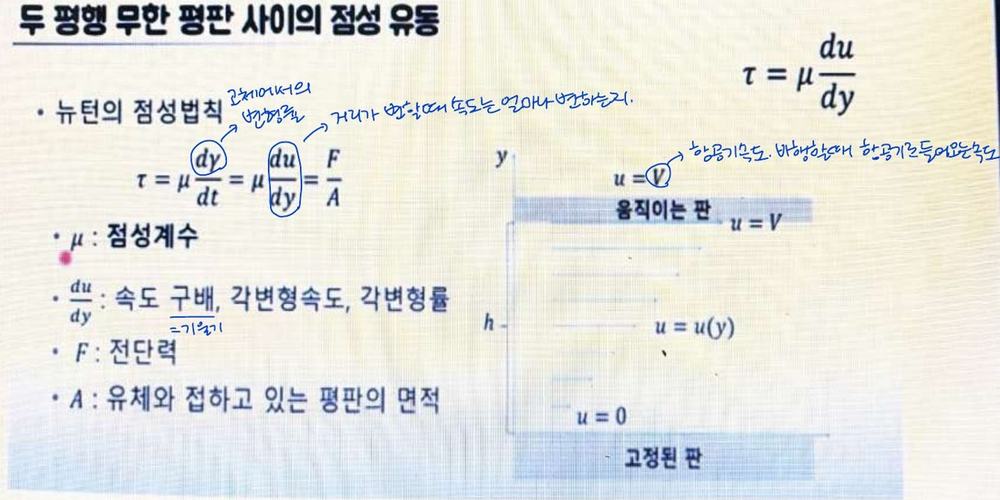 두 평행 무한 평판 사이의 점성 유동
τ = μ du/dy
• 뉴턴의 점성법칙
고체에서의
변형률
거리가 변할때 속도는 얼마나 변하는지.
τ = μ dy/dt = μ du/dy = F/A
• μ : 점성계수
• du/dy : 속도 구배, 각변형속도, 각변형률
=기울기
• F : 전단력
• A : 유체와 접하고 있는 평판의 면적
항공기속도. 비행할때 항공기로 들어오는속도
y
u = V
움직이는 판
u = V
h
u = u(y)
u = 0
고정된 판